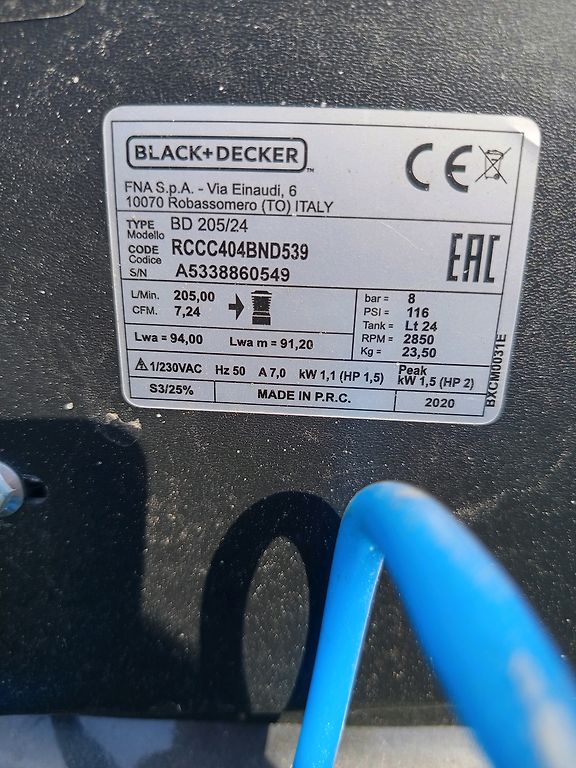 BLACK+DECKER™ CE
FNA S.p.A. - Via Einaudi, 6
10070 Robassomero (TO) ITALY
TYPE Modello BD 205/24
CODE Codice RCCC404BND539
S/N A5338860549
EAC
L/Min. 205,00
CFM. 7,24
bar = 8
PSI = 116
Tank = Lt 24
RPM = 2850
Kg = 23,50
Lwa = 94,00 Lwa m = 91,20
1/230VAC Hz 50 A 7,0 kW 1,1 (HP 1,5) Peak kW 1,5 (HP 2)
S3/25% MADE IN P.R.C. 2020
BXCM0031E